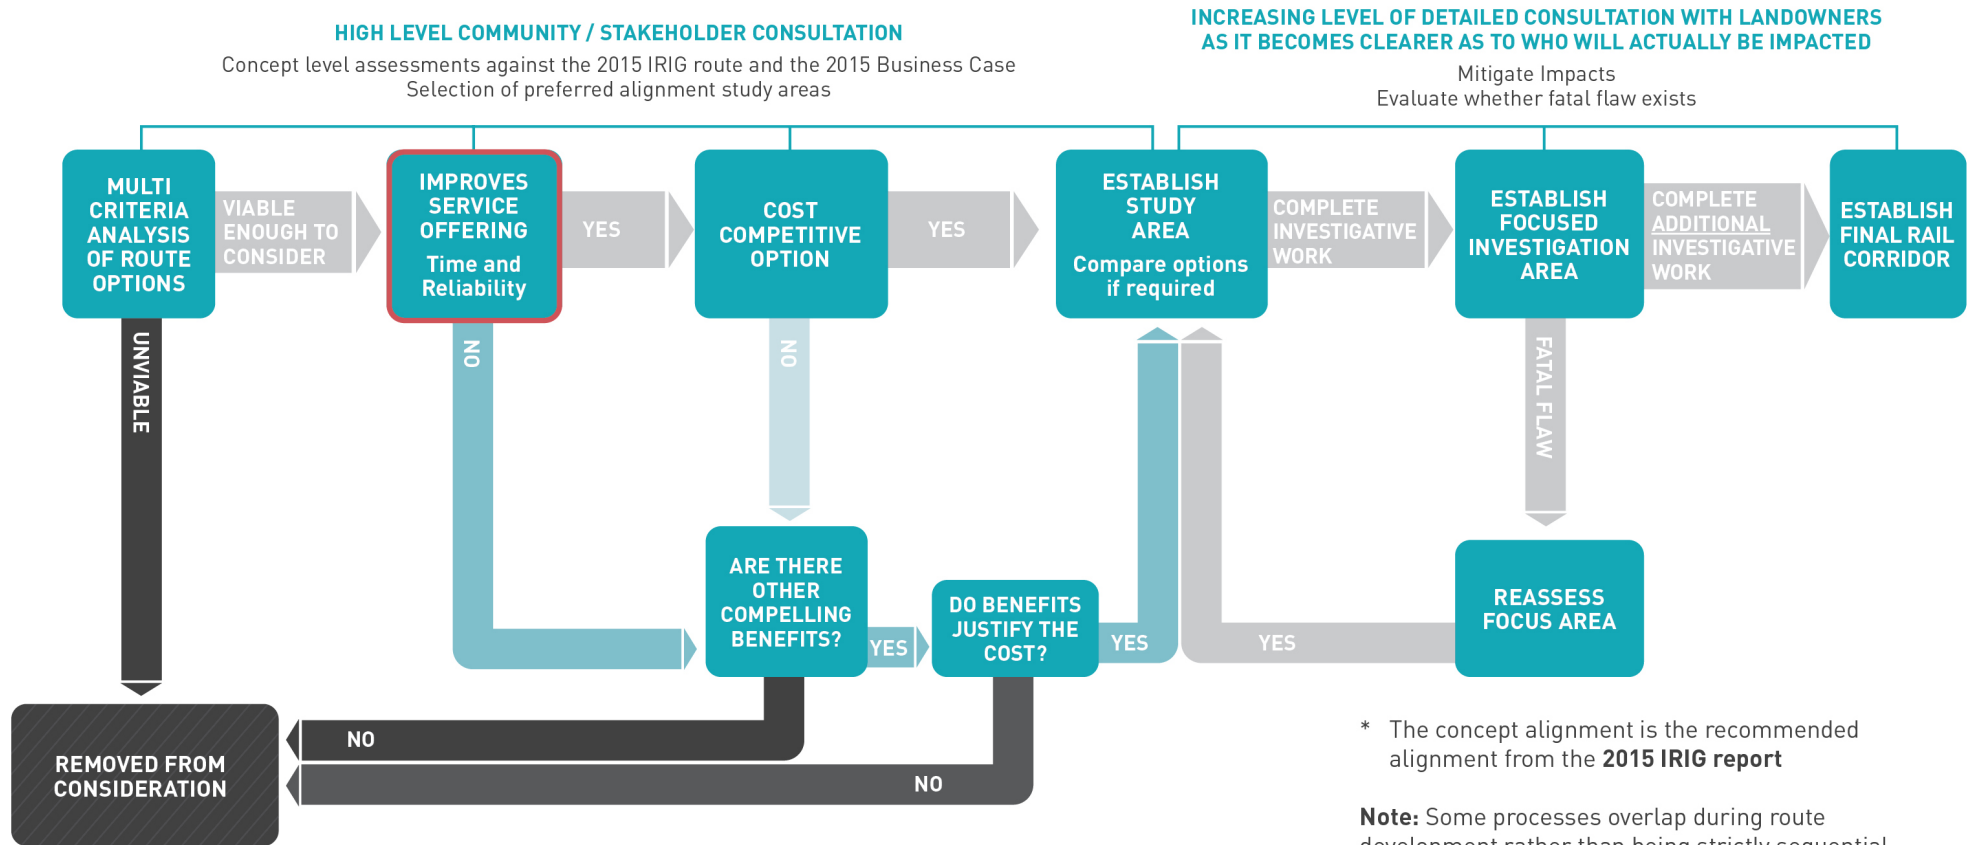 HIGH LEVEL COMMUNITY / STAKEHOLDER CONSULTATION
Concept level assessments against the 2015 IRIG route and the 2015 Business Case
Selection of preferred alignment study areas
INCREASING LEVEL OF DETAILED CONSULTATION WITH LANDOWNERS
AS IT BECOMES CLEARER AS TO WHO WILL ACTUALLY BE IMPACTED
Mitigate Impacts
Evaluate whether fatal flaw exists
MULTI
CRITERIA
ANALYSIS
OF ROUTE
OPTIONS
VIABLE
ENOUGH TO
CONSIDER
IMPROVES
SERVICE
OFFERING
Time and
Reliability
YES
COST
COMPETITIVE
OPTION
YES
ESTABLISH
STUDY
AREA
Compare options
if required
COMPLETE
INVESTIGATIVE
WORK
ESTABLISH
FOCUSED
INVESTIGATION
AREA
COMPLETE
ADDITIONAL
INVESTIGATIVE
WORK
ESTABLISH
FINAL RAIL
CORRIDOR
UNVIABLE
NO
NO
FATAL FLAW
ARE THERE
OTHER
COMPELLING
BENEFITS?
YES
DO BENEFITS
JUSTIFY THE
COST?
YES
YES
REASSESS
FOCUS AREA
REMOVED FROM
CONSIDERATION
NO
NO
* The concept alignment is the recommended
alignment from the 2015 IRIG report
Note: Some processes overlap during route
development rather than being strictly sequential